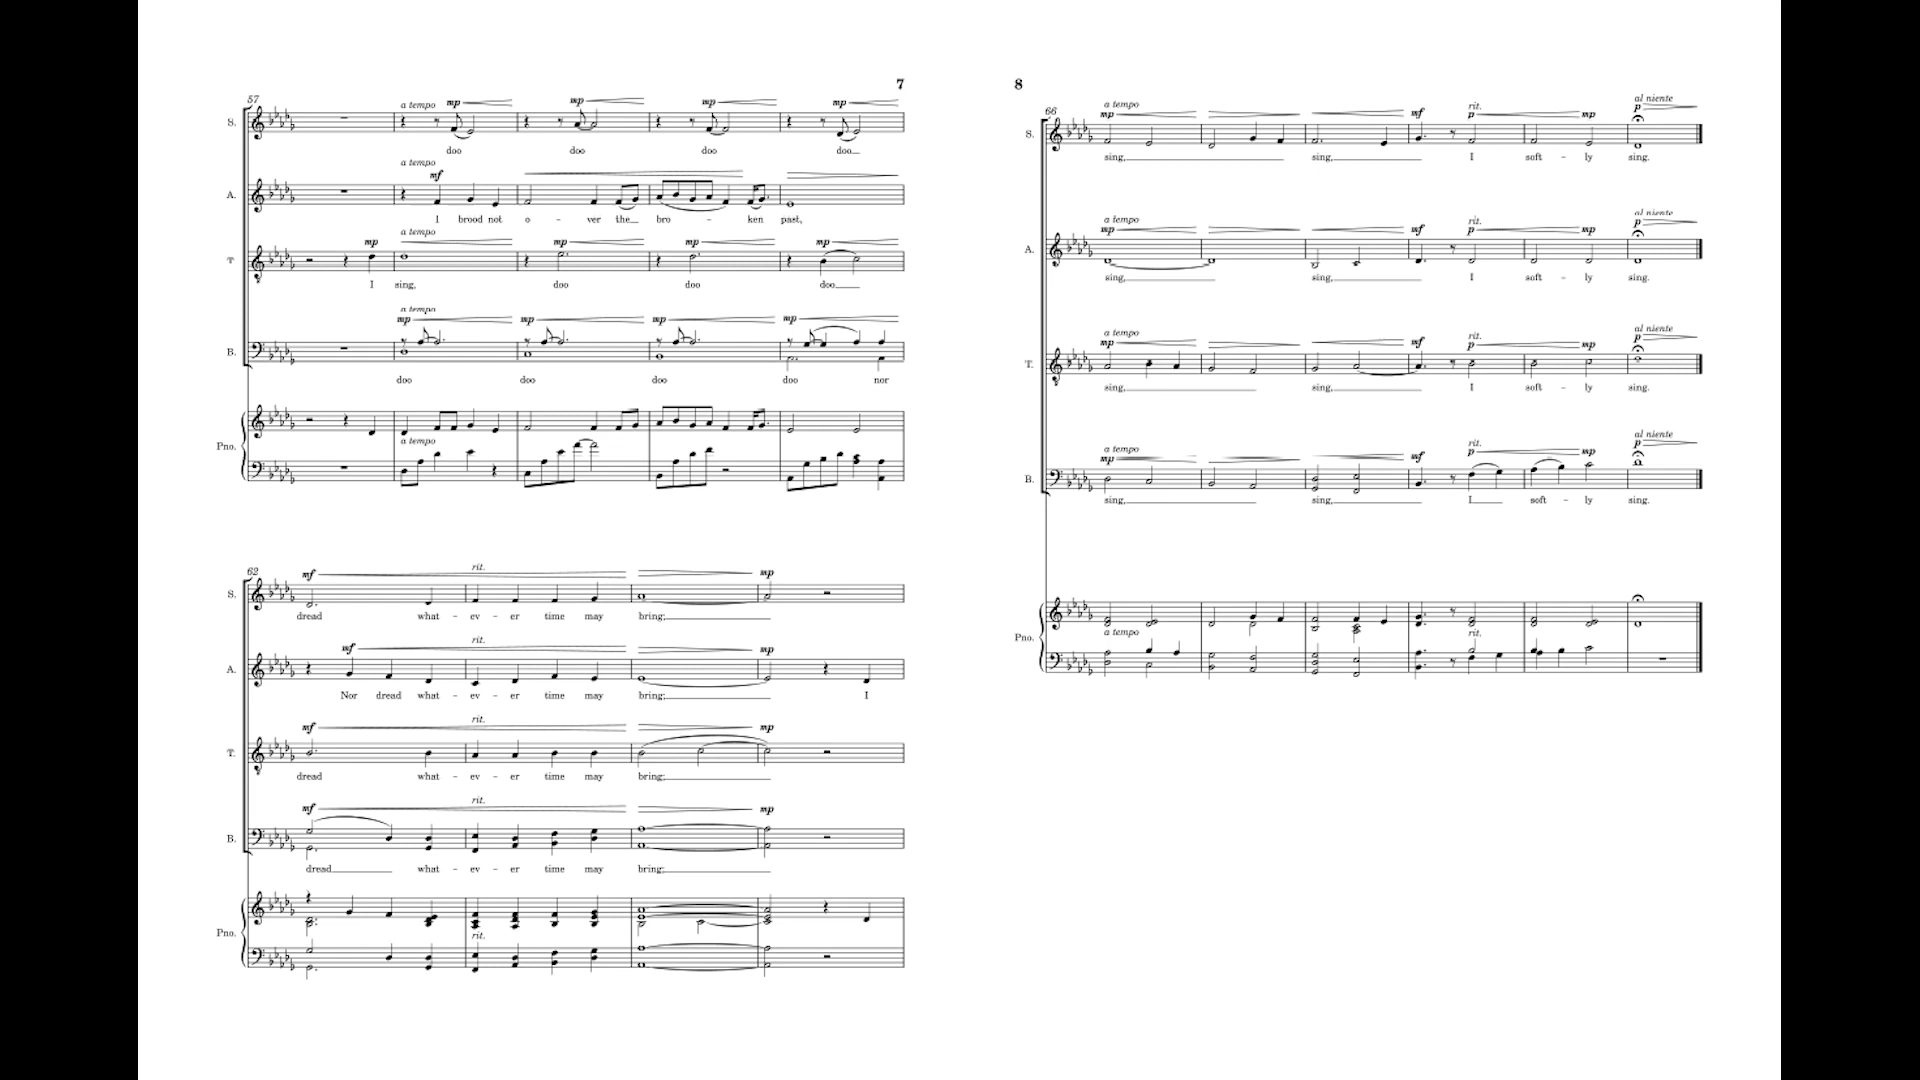 7
57
a tempo mp mp mp mp
S.
doo doo doo doo
a tempo
mf
A.
I brood not o - ver the bro - ken past,
a tempo
mp mp mp mp
T
I sing, doo doo doo
a tempo
mp mp mp mp
B.
doo doo doo doo nor
a tempo
Pno.
62
mf rit. mp
S.
dread what - ev - er time may bring;
rit.
mf mp
A.
Nor dread what - ev - er time may bring; I
rit.
mf mp
T.
dread what - ev - er time may bring;
rit.
mf mp
B.
dread what - ev - er time may bring;
Pno.
rit.
8
66
a tempo rit. al niente
mp mf p mp p
S.
sing, sing, I soft - ly sing.
a tempo rit. al niente
mp mf p mp p
A.
sing, sing, I soft - ly sing.
a tempo rit. al niente
mp mf p mp p
T.
sing, sing, I soft - ly sing.
a tempo rit. al niente
mp mf p mp p
B.
sing, sing, I soft - ly sing.
a tempo rit.
Pno.